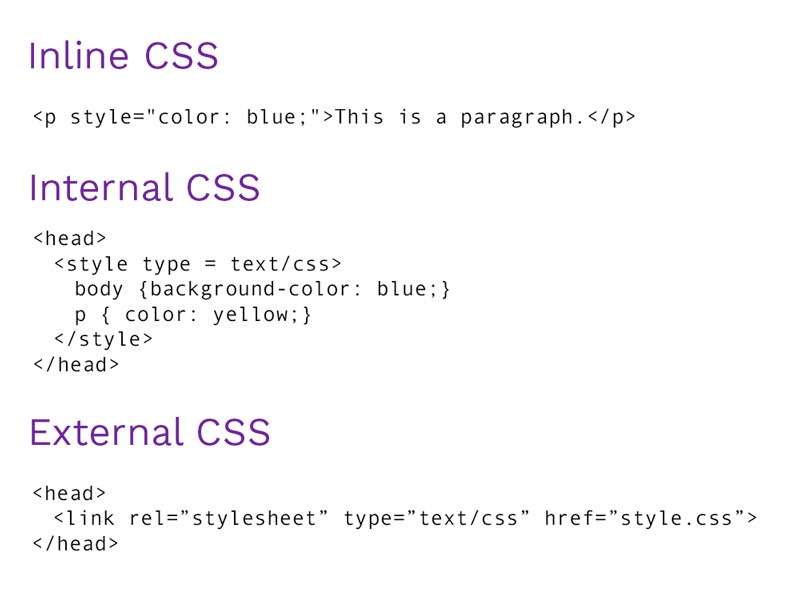 Inline CSS
<p style="color: blue;">This is a paragraph.</p>
Internal CSS
<head>
<style type = text/css>
body {background-color: blue;}
p { color: yellow;}
</style>
</head>
External CSS
<head>
<link rel=”stylesheet” type=”text/css” href=”style.css”>
</head>